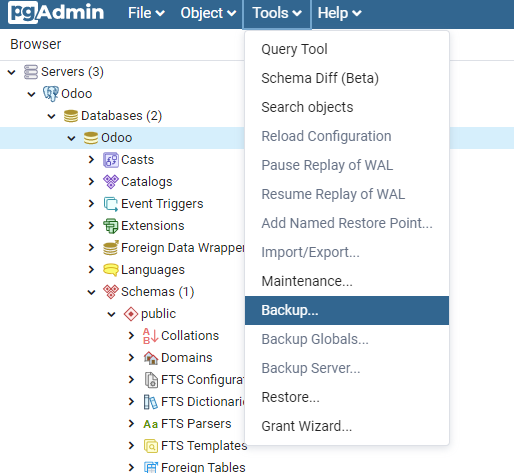 pgAdmin File Object Tools Help
Browser
Servers (3)
Odoo
Databases (2)
Odoo
Casts
Catalogs
Event Triggers
Extensions
Foreign Data Wrappe
Languages
Schemas (1)
public
Collations
Domains
FTS Configurat
FTS Dictionarie
FTS Parsers
FTS Templates
Foreign Tables
Query Tool
Schema Diff (Beta)
Search objects
Reload Configuration
Pause Replay of WAL
Resume Replay of WAL
Add Named Restore Point...
Import/Export...
Maintenance...
Backup...
Backup Globals...
Backup Server...
Restore...
Grant Wizard...